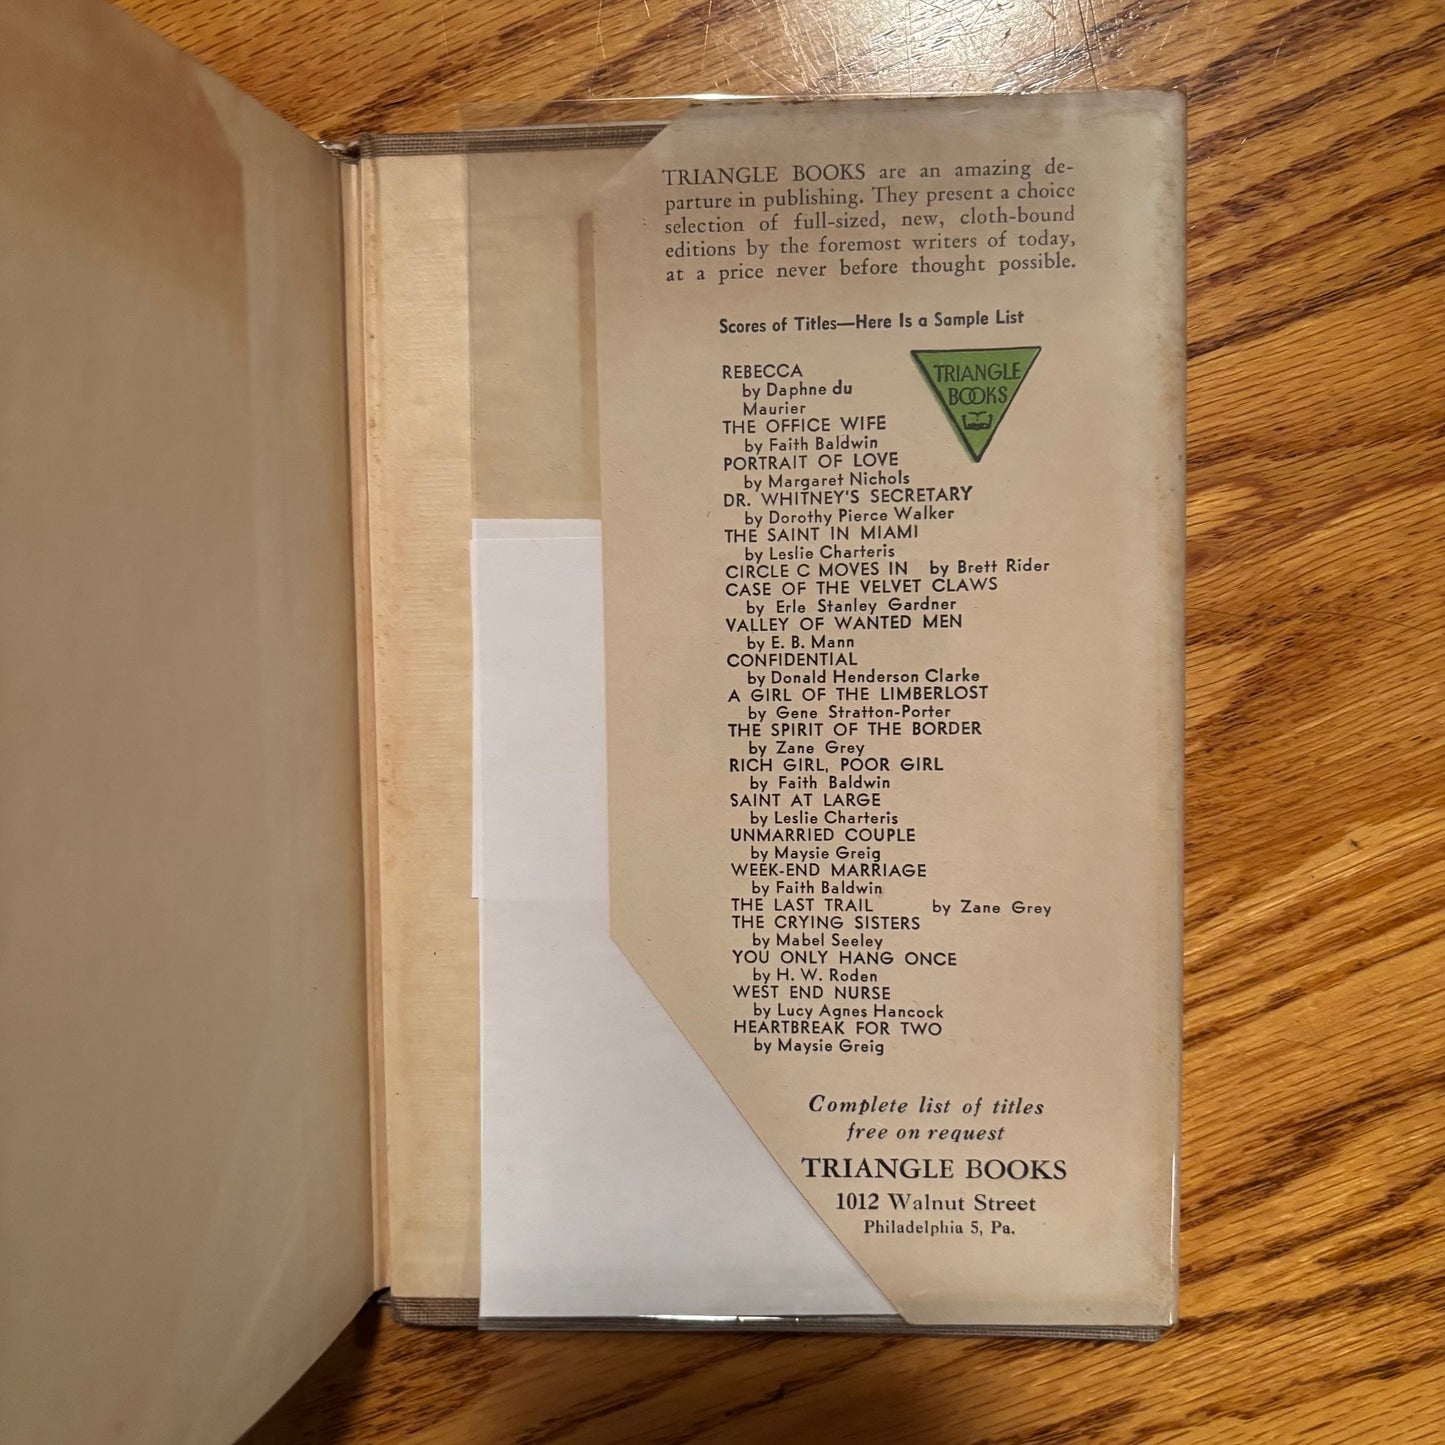 TRIANGLE BOOKS are an amazing de-
parture in publishing. They present a choice
selection of full-sized, new, cloth-bound
editions by the foremost writers of today,
at a price never before thought possible.
Scores of Titles—Here Is a Sample List
TRIANGLE
BOOKS
REBECCA
by Daphne du
Maurier
THE OFFICE WIFE
by Faith Baldwin
PORTRAIT OF LOVE
by Margaret Nichols
DR. WHITNEY'S SECRETARY
by Dorothy Pierce Walker
THE SAINT IN MIAMI
by Leslie Charteris
CIRCLE C MOVES IN by Brett Rider
CASE OF THE VELVET CLAWS
by Erle Stanley Gardner
VALLEY OF WANTED MEN
by E. B. Mann
CONFIDENTIAL
by Donald Henderson Clarke
A GIRL OF THE LIMBERLOST
by Gene Stratton-Porter
THE SPIRIT OF THE BORDER
by Zane Grey
RICH GIRL, POOR GIRL
by Faith Baldwin
SAINT AT LARGE
by Leslie Charteris
UNMARRIED COUPLE
by Maysie Greig
WEEK-END MARRIAGE
by Faith Baldwin
THE LAST TRAIL by Zane Grey
THE CRYING SISTERS
by Mabel Seeley
YOU ONLY HANG ONCE
by H. W. Roden
WEST END NURSE
by Lucy Agnes Hancock
HEARTBREAK FOR TWO
by Maysie Greig
Complete list of titles
free on request
TRIANGLE BOOKS
1012 Walnut Street
Philadelphia 5, Pa.